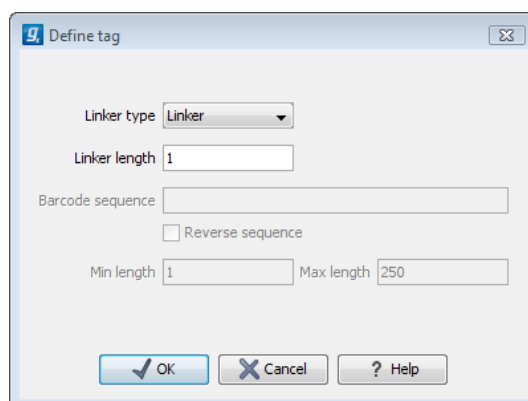 Define tag
Linker type Linker
Linker length 1
Barcode sequence
Reverse sequence
Min length 1 Max length 250
OK Cancel ? Help